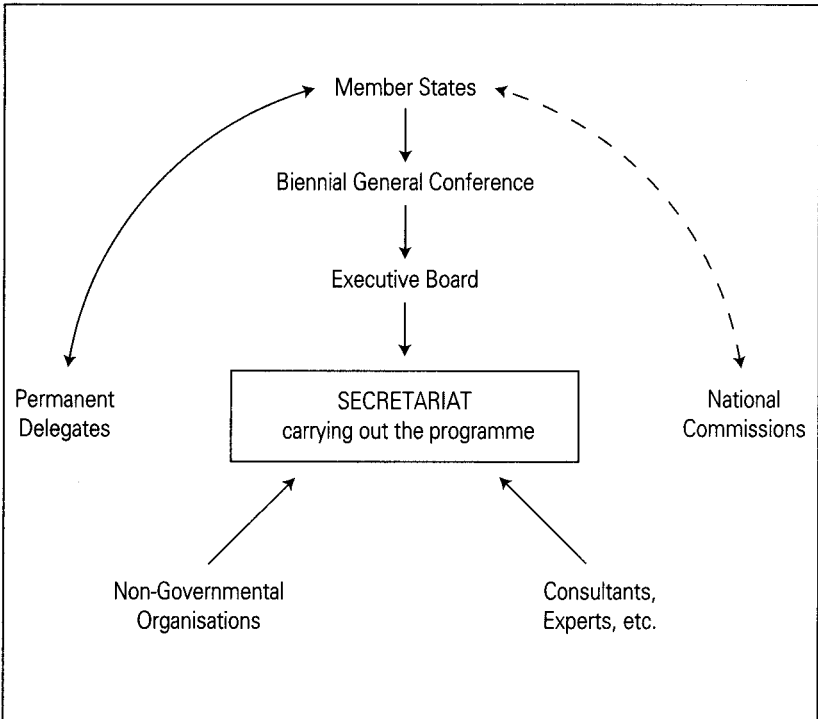 Member States
Biennial General Conference
Executive Board
Permanent
Delegates
SECRETARIAT
carrying out the programme
National
Commissions
Non-Governmental
Organisations
Consultants,
Experts, etc.